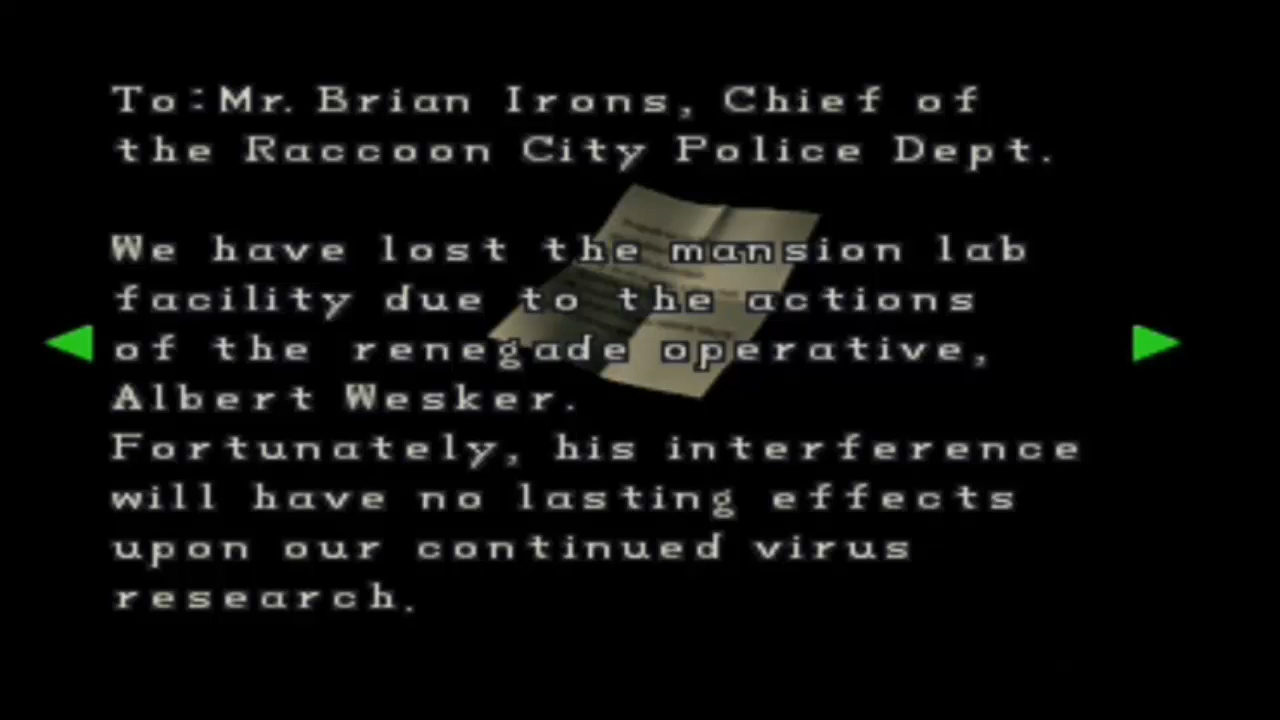 To:Mr. Brian Irons, Chief of
the Raccoon City Police Dept.
We have lost the mansion lab
facility due to the actions
of the renegade operative,
Albert Wesker.
Fortunately, his interference
will have no lasting effects
upon our continued virus
research.